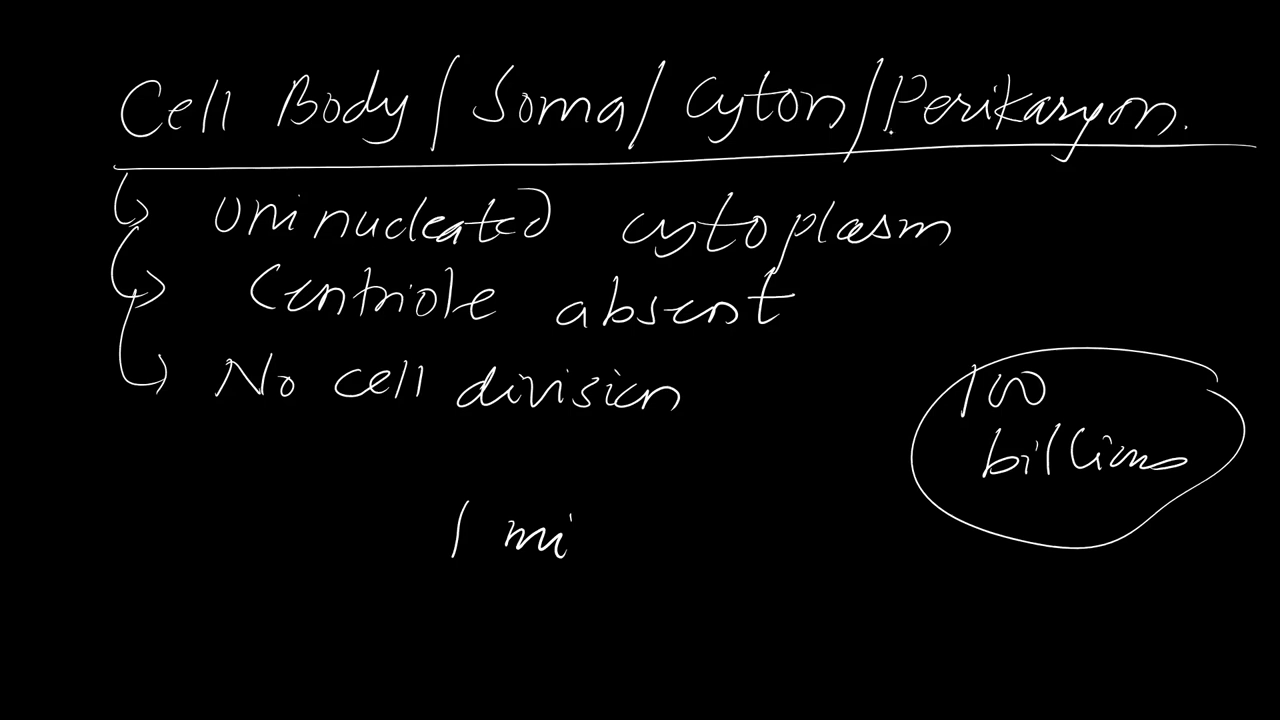 Cell Body / Soma / Cyton / Perikaryon.
Uninucleated cytoplasm
Centriole absent
No cell division
100
billions
1 mi